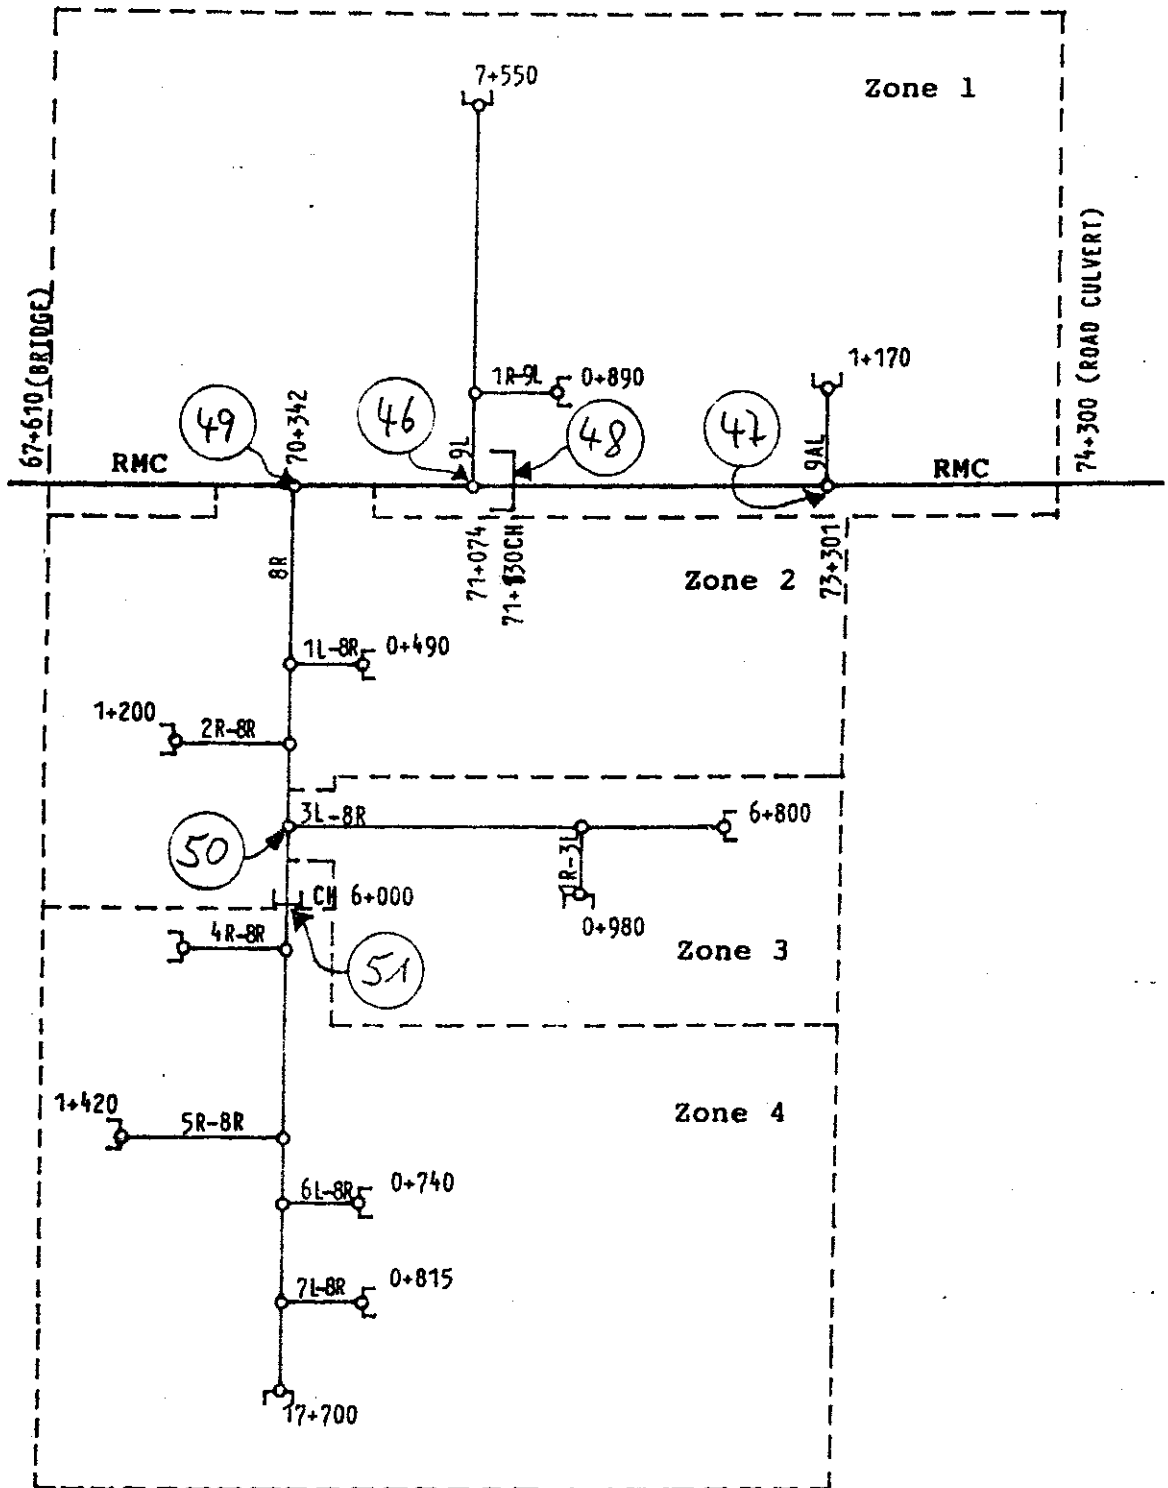 7+550
Zone 1
67+610 (BRIDGE)
74+300 (ROAD CULVERT)
1+170
1R-9L
0+890
70+342
49
46
48
47
9L
9AL
RMC
RMC
8R
71+074
73+301
Zone 2
1L-8R
0+490
1+200
2R-8R
3L-8R
6+800
50
1R-3L
CH 6+000
0+980
4R-8R
51
Zone 3
1+420
5R-8R
Zone 4
6L-8R
0+740
7L-8R
0+815
17+700